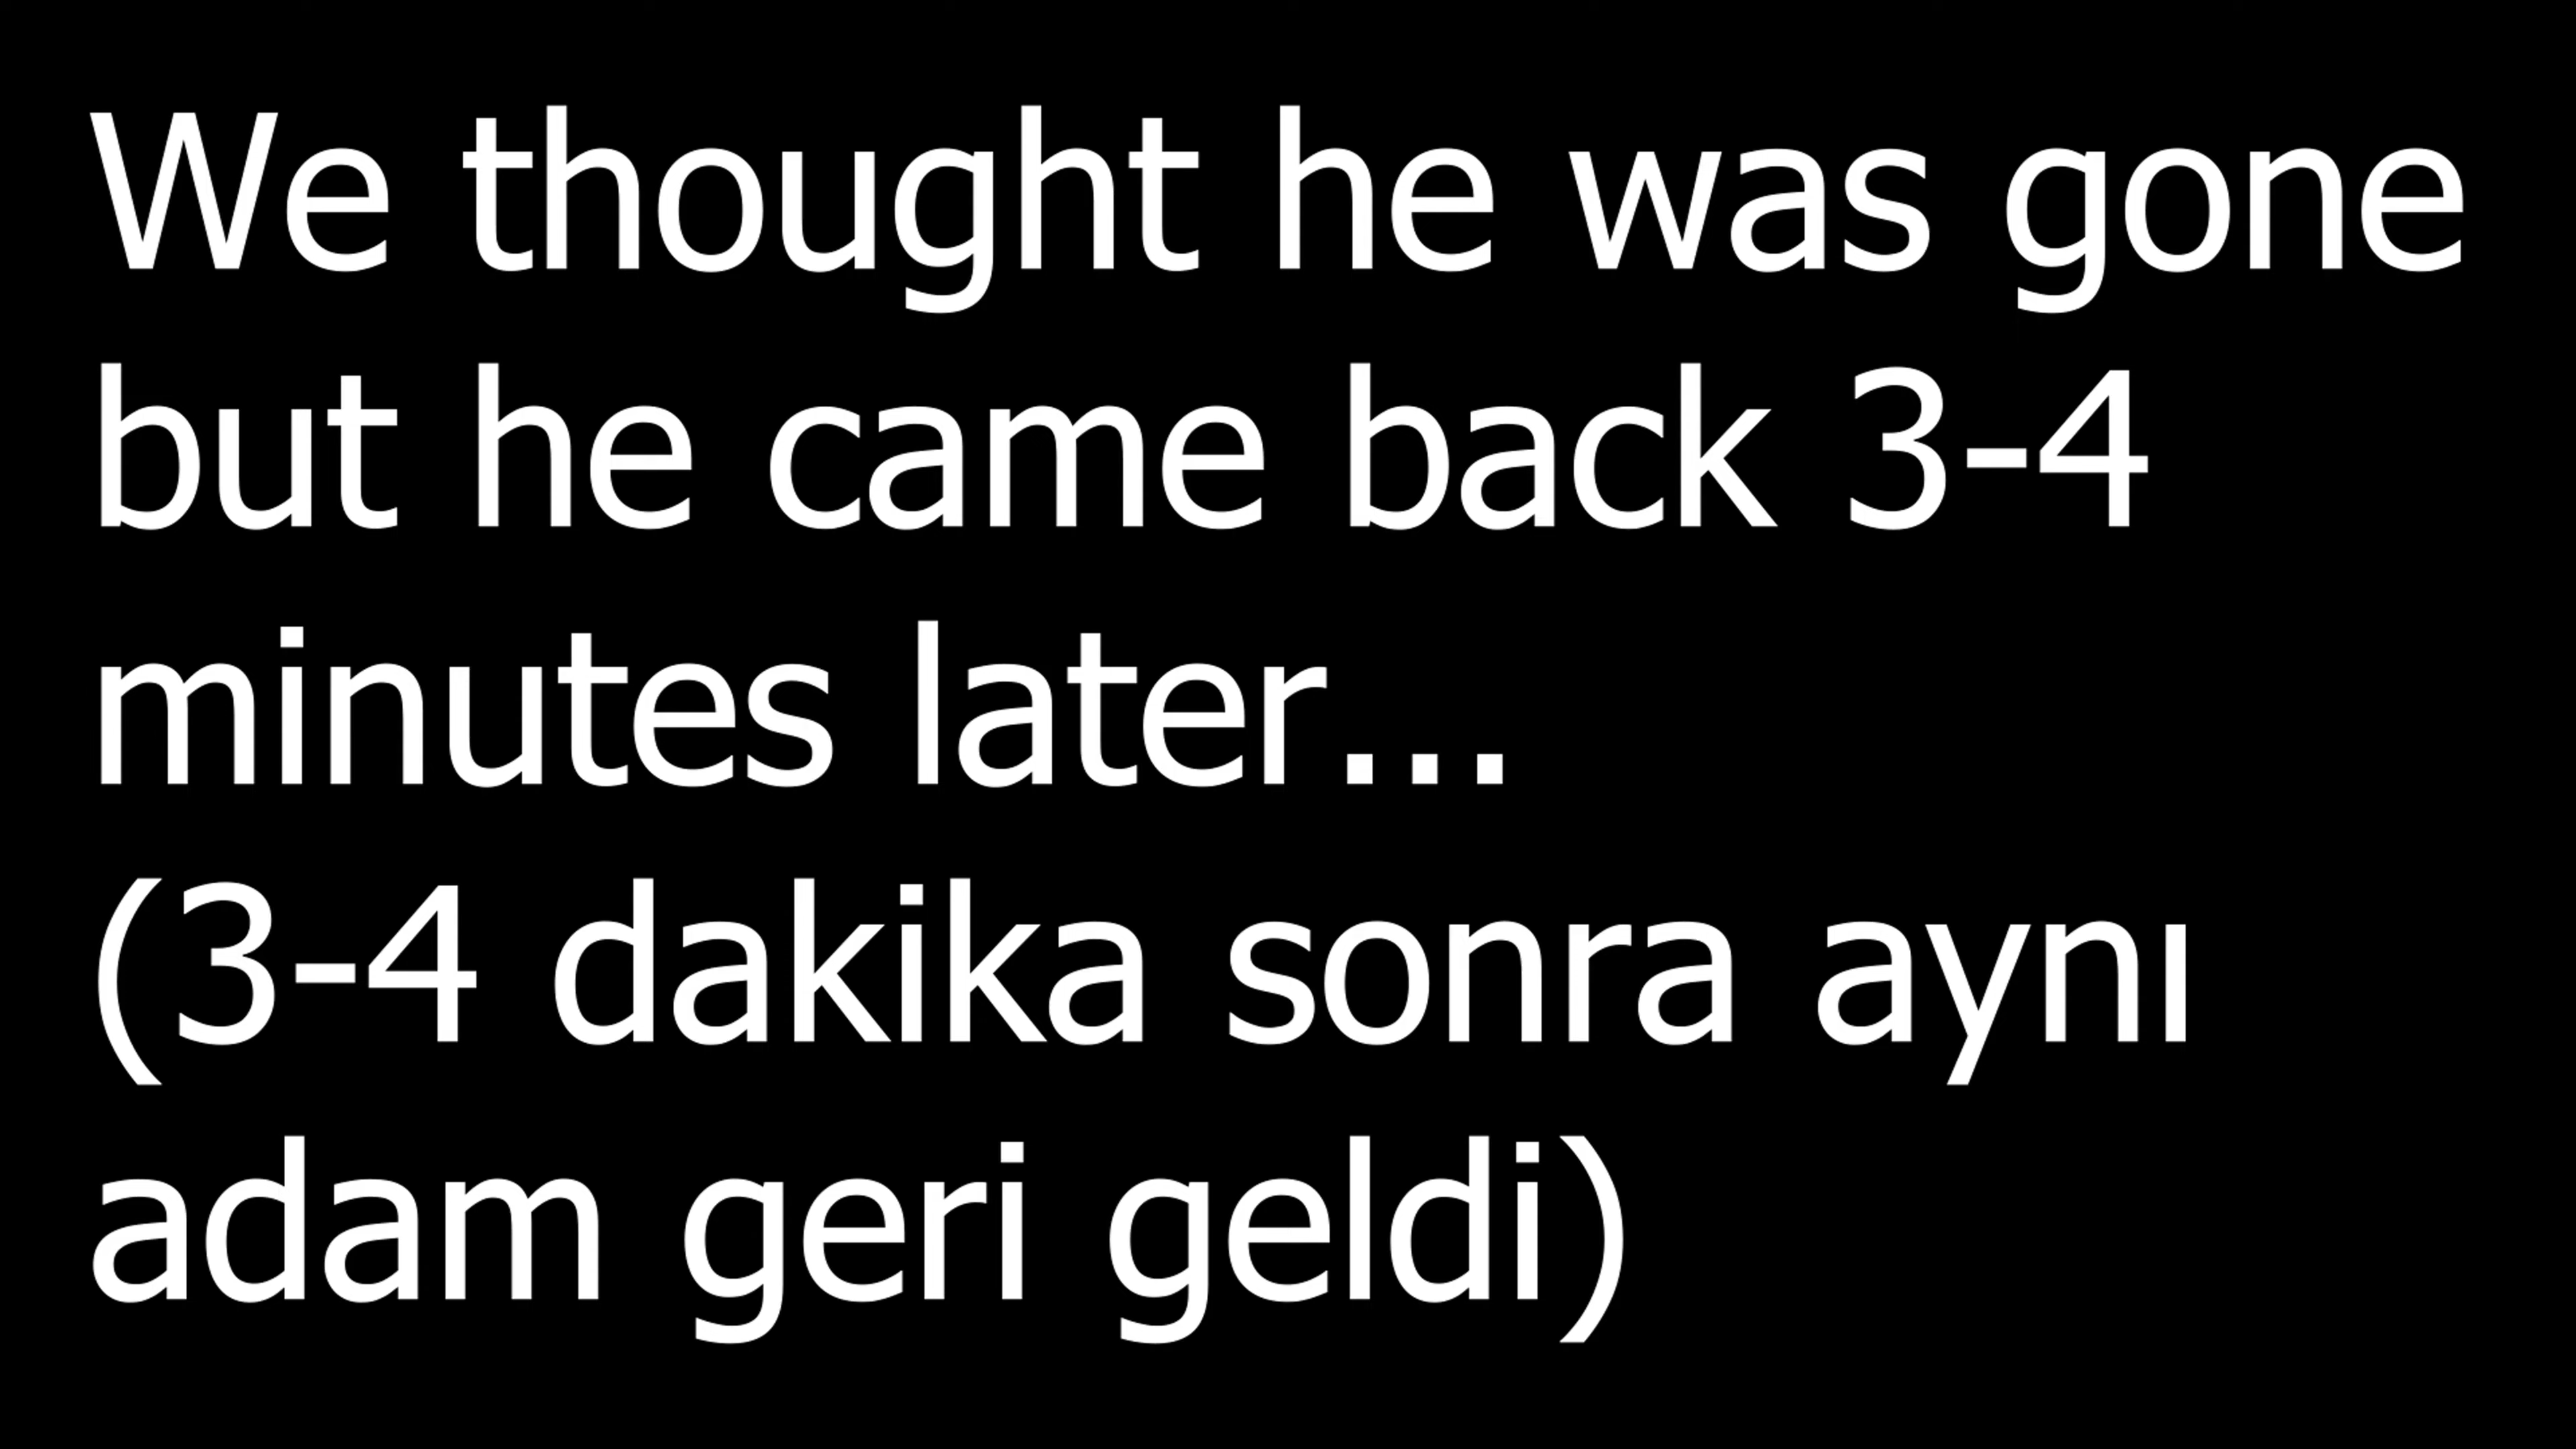 We thought he was gone
but he came back 3-4
minutes later...
(3-4 dakika sonra aynı
adam geri geldi)